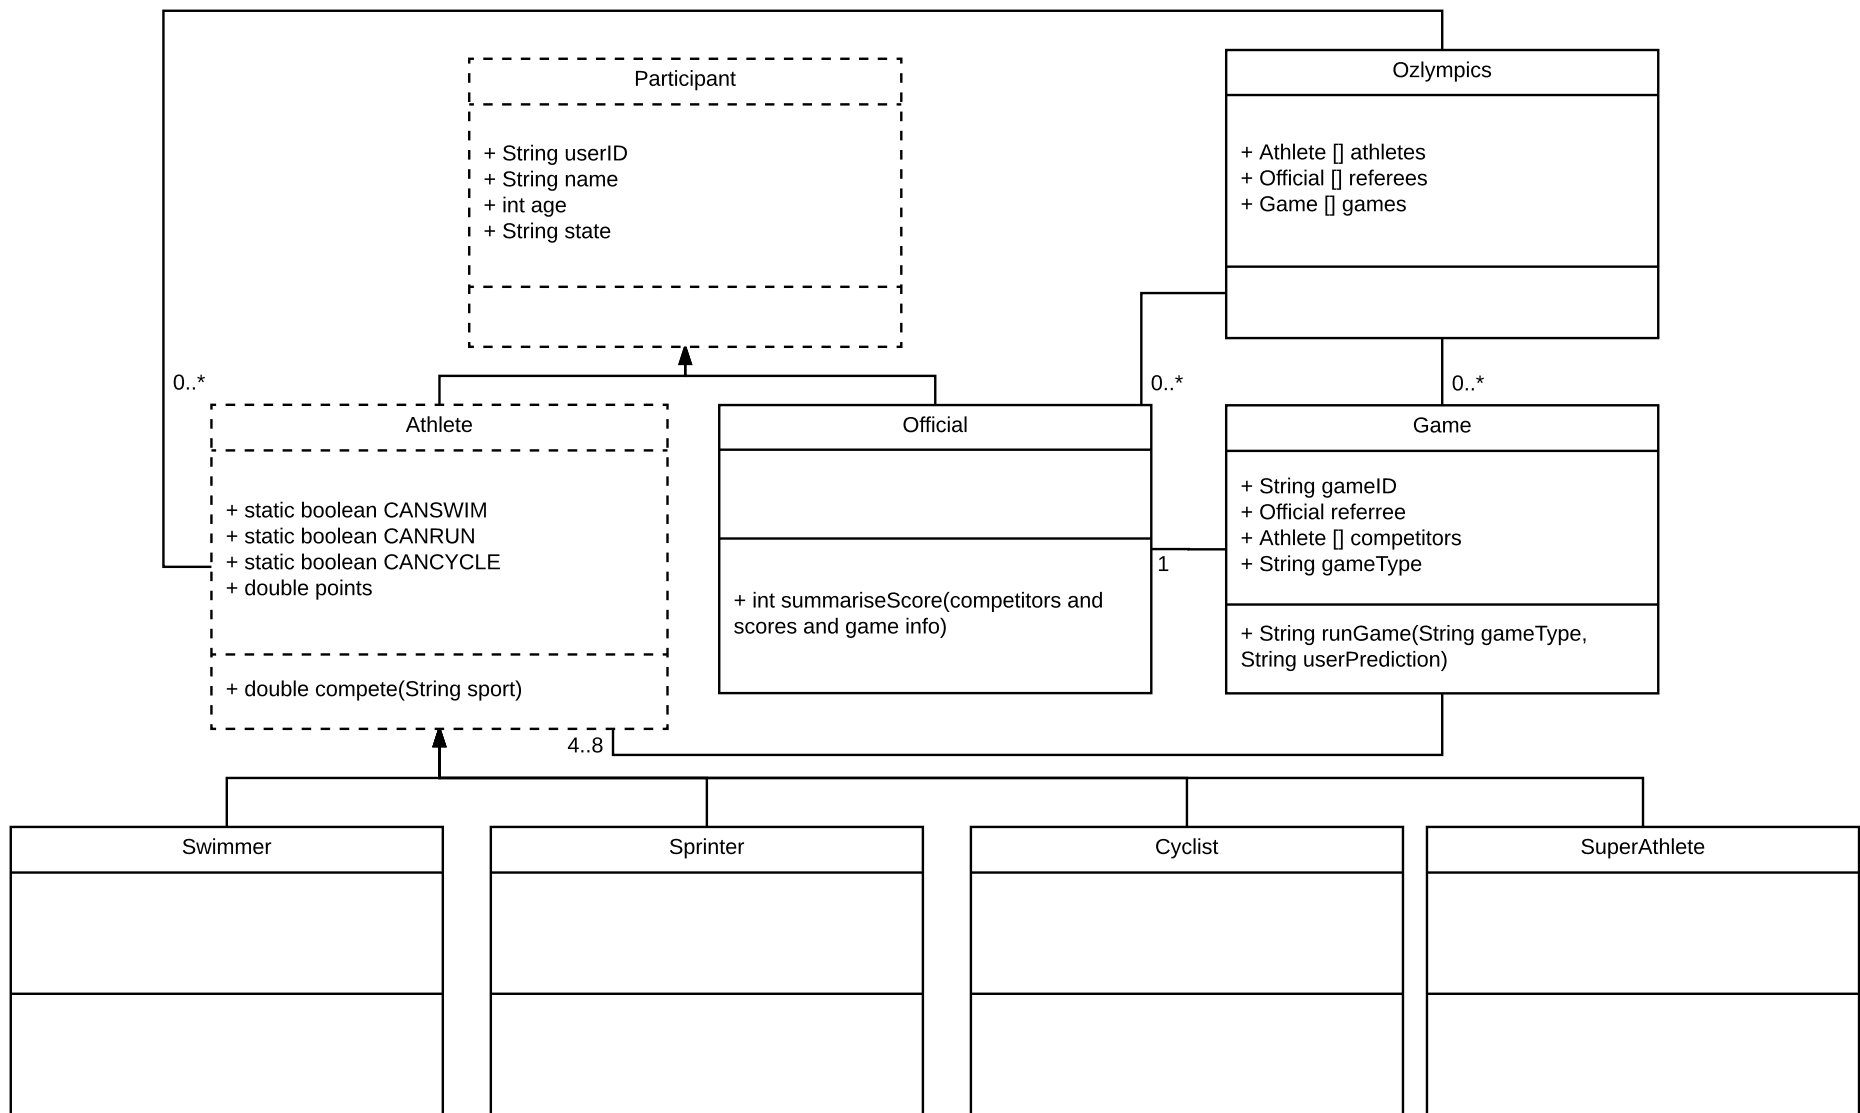 Participant
+ String userID
+ String name
+ int age
+ String state
Ozlympics
+ Athlete [] athletes
+ Official [] referees
+ Game [] games
0..*
0..*
0..*
Athlete
+ static boolean CANSWIM
+ static boolean CANRUN
+ static boolean CANCYCLE
+ double points
+ double compete(String sport)
Official
+ int summariseScore(competitors and
scores and game info)
1
Game
+ String gameID
+ Official referree
+ Athlete [] competitors
+ String gameType
+ String runGame(String gameType,
String userPrediction)
4..8
Swimmer
Sprinter
Cyclist
SuperAthlete